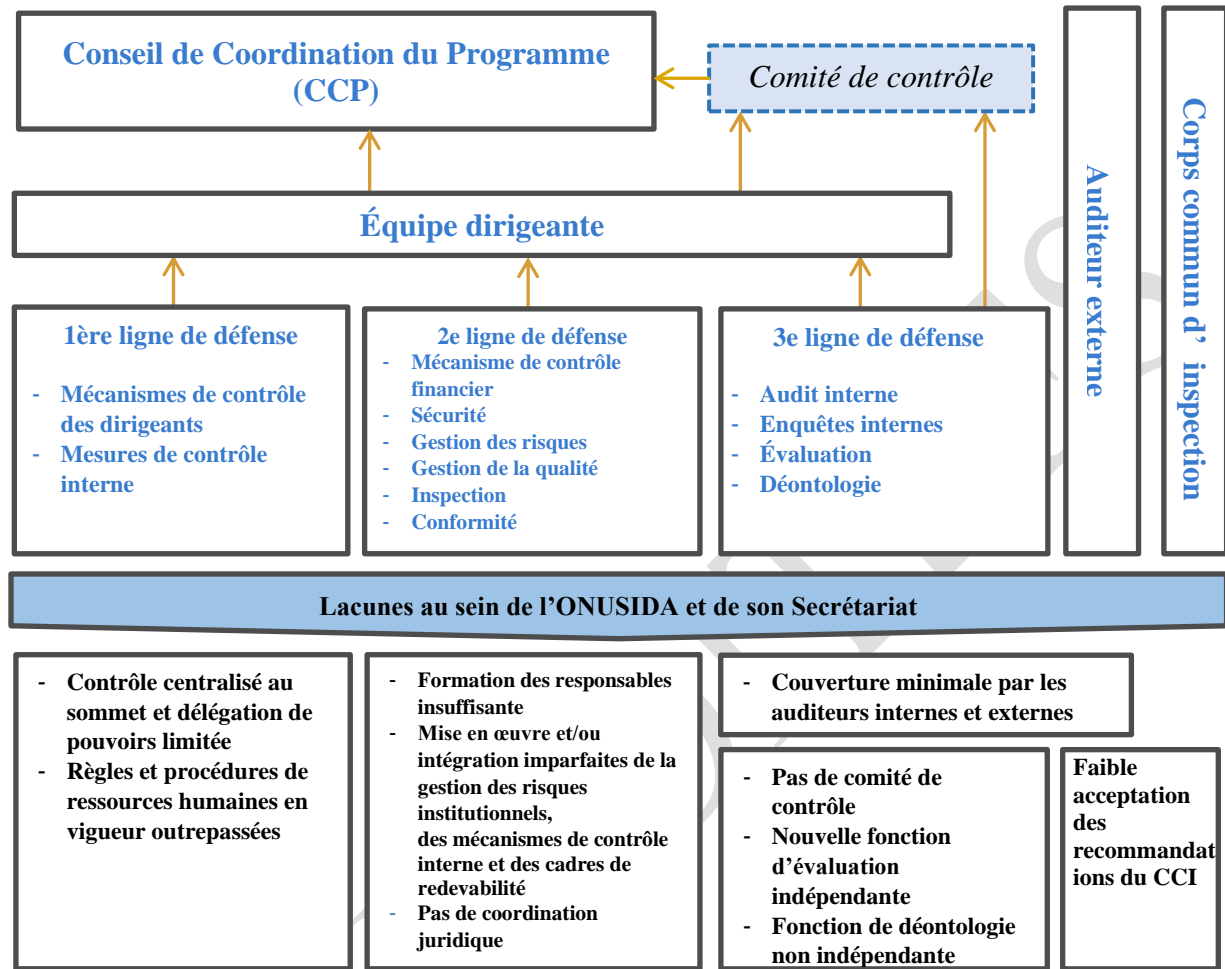 Conseil de Coordination du Programme
(CCP)
Comité de contrôle
Équipe dirigeante
1ère ligne de défense
- Mécanismes de contrôle
des dirigeants
- Mesures de contrôle
interne
2e ligne de défense
- Mécanisme de contrôle
financier
- Sécurité
- Gestion des risques
- Gestion de la qualité
- Inspection
- Conformité
3e ligne de défense
- Audit interne
- Enquêtes internes
- Évaluation
- Déontologie
Auditeur externe
Corps commun d’ inspection
Lacunes au sein de l’ONUSIDA et de son Secrétariat
- Contrôle centralisé au
sommet et délégation de
pouvoirs limitée
- Règles et procédures de
ressources humaines en
vigueur outrepassées
- Formation des responsables
insuffisante
- Mise en œuvre et/ou
intégration imparfaites de la
gestion des risques
institutionnels,
des mécanismes de contrôle
interne et des cadres de
redevabilité
- Pas de coordination
juridique
- Couverture minimale par les
auditeurs internes et externes
- Pas de comité de
contrôle
- Nouvelle fonction
d’évaluation
indépendante
- Fonction de déontologie
non indépendante
Faible
acceptation
des
recommandat
ions du CCI